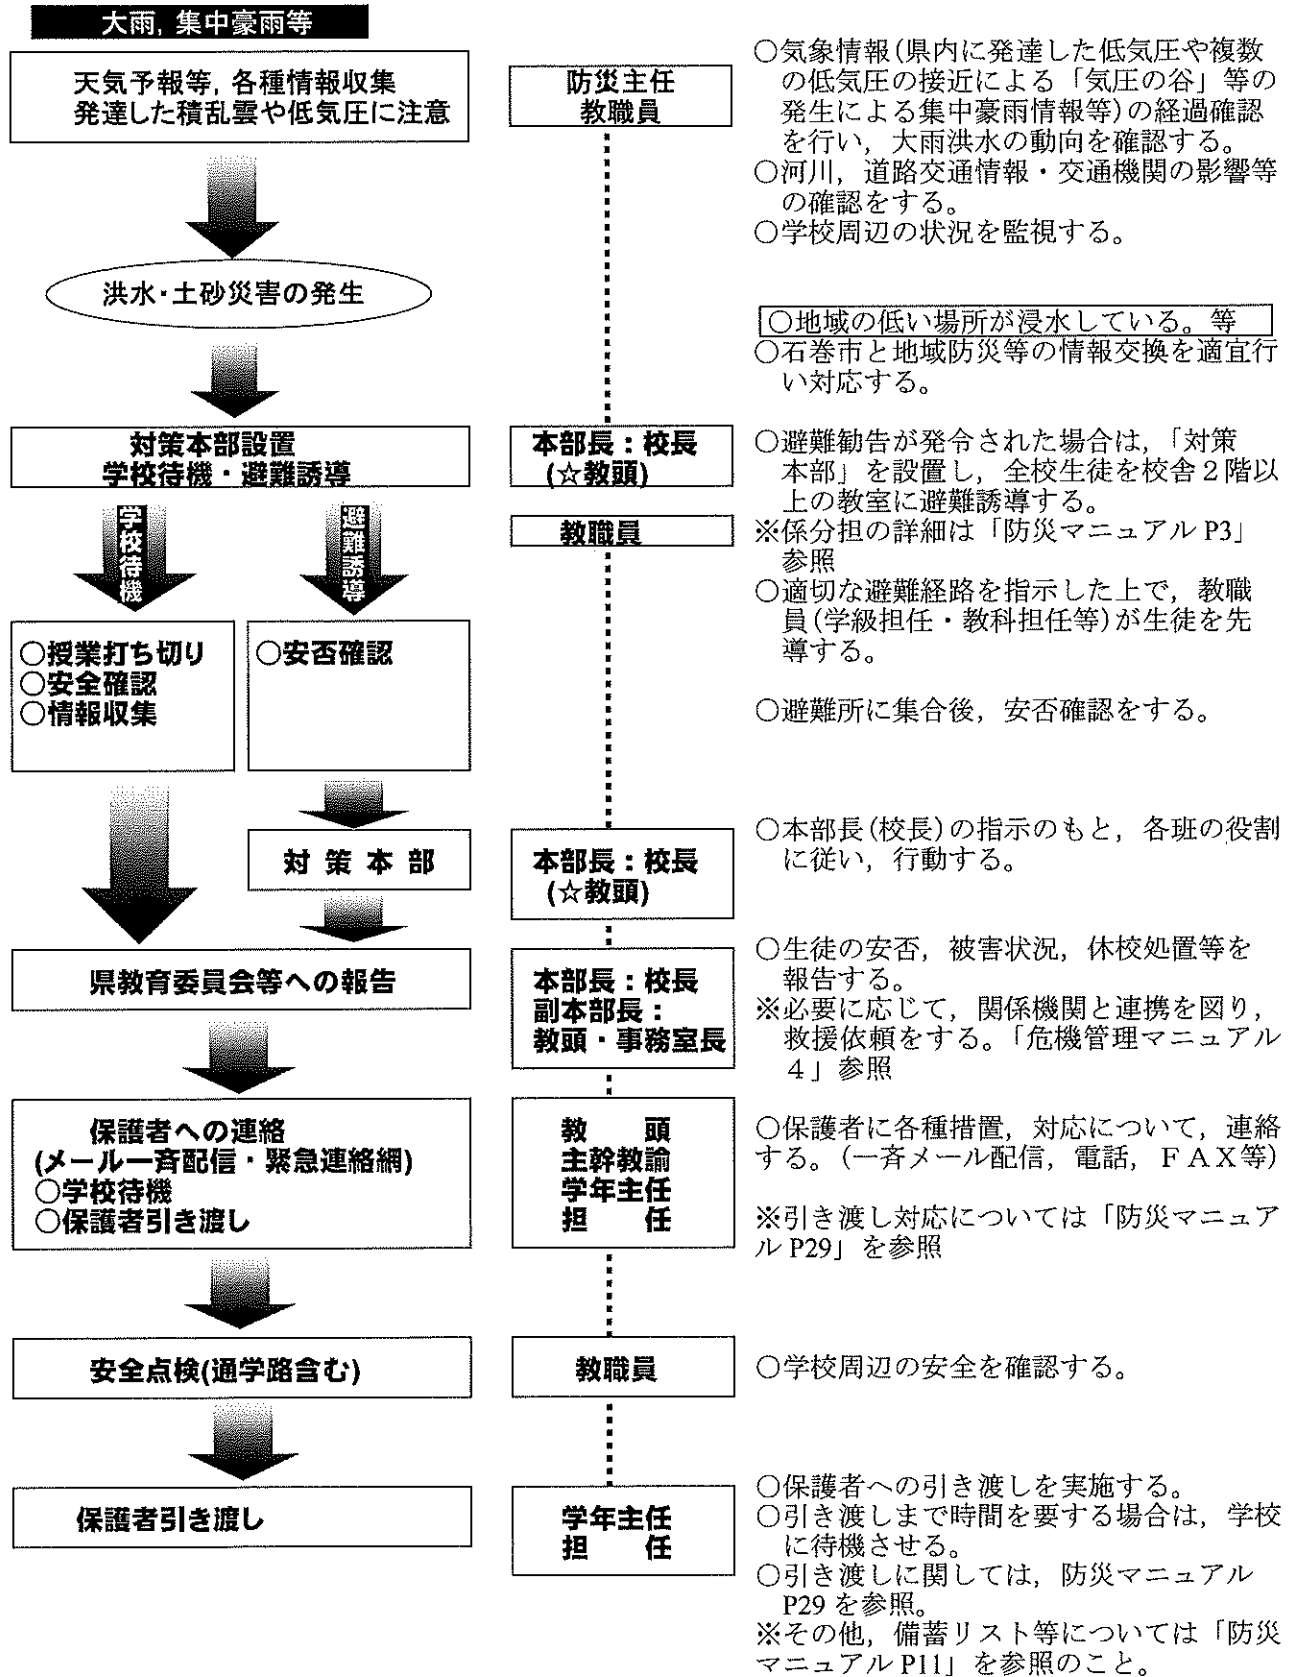 大雨，集中豪雨等
天気予報等，各種情報収集
発達した積乱雲や低気圧に注意
防災主任
教職員
○気象情報(県内に発達した低気圧や複数
の低気圧の接近による「気圧の谷」等の
発生による集中豪雨情報等)の経過確認
を行い，大雨洪水の動向を確認する。
○河川，道路交通情報・交通機関の影響等
の確認をする。
○学校周辺の状況を監視する。
洪水・土砂災害の発生
○地域の低い場所が浸水している。等
○石巻市と地域防災等の情報交換を適宜行
い対応する。
対策本部設置
学校待機・避難誘導
本部長：校長
(☆教頭)
○避難勧告が発令された場合は，「対策
本部」を設置し，全校生徒を校舎２階以
上の教室に避難誘導する。
学校待機
避難誘導
教職員
※係分担の詳細は「防災マニュアル P3」
参照
○適切な避難経路を指示した上で，教職
員(学級担任・教科担任等)が生徒を先
導する。
○授業打ち切り
○安全確認
○情報収集
○安否確認
○避難所に集合後，安否確認をする。
対 策 本 部
本部長：校長
(☆教頭)
○本部長(校長)の指示のもと，各班の役割
に従い，行動する。
県教育委員会等への報告
本部長：校長
副本部長：
教頭・事務室長
○生徒の安否，被害状況，休校処置等を
報告する。
※必要に応じて，関係機関と連携を図り，
救援依頼をする。「危機管理マニュアル
４」参照
保護者への連絡
(メール一斉配信・緊急連絡網)
○学校待機
○保護者引き渡し
教　　頭
主幹教諭
学年主任
担　　任
○保護者に各種措置，対応について，連絡
する。（一斉メール配信，電話，ＦＡＸ等）
※引き渡し対応については「防災マニュア
ル P29」を参照
安全点検(通学路含む)
教職員
○学校周辺の安全を確認する。
保護者引き渡し
学年主任
担　　任
○保護者への引き渡しを実施する。
○引き渡しまで時間を要する場合は，学校
に待機させる。
○引き渡しに関しては，防災マニュアル
P29 を参照。
※その他，備蓄リスト等については「防災
マニュアル P11」を参照のこと。